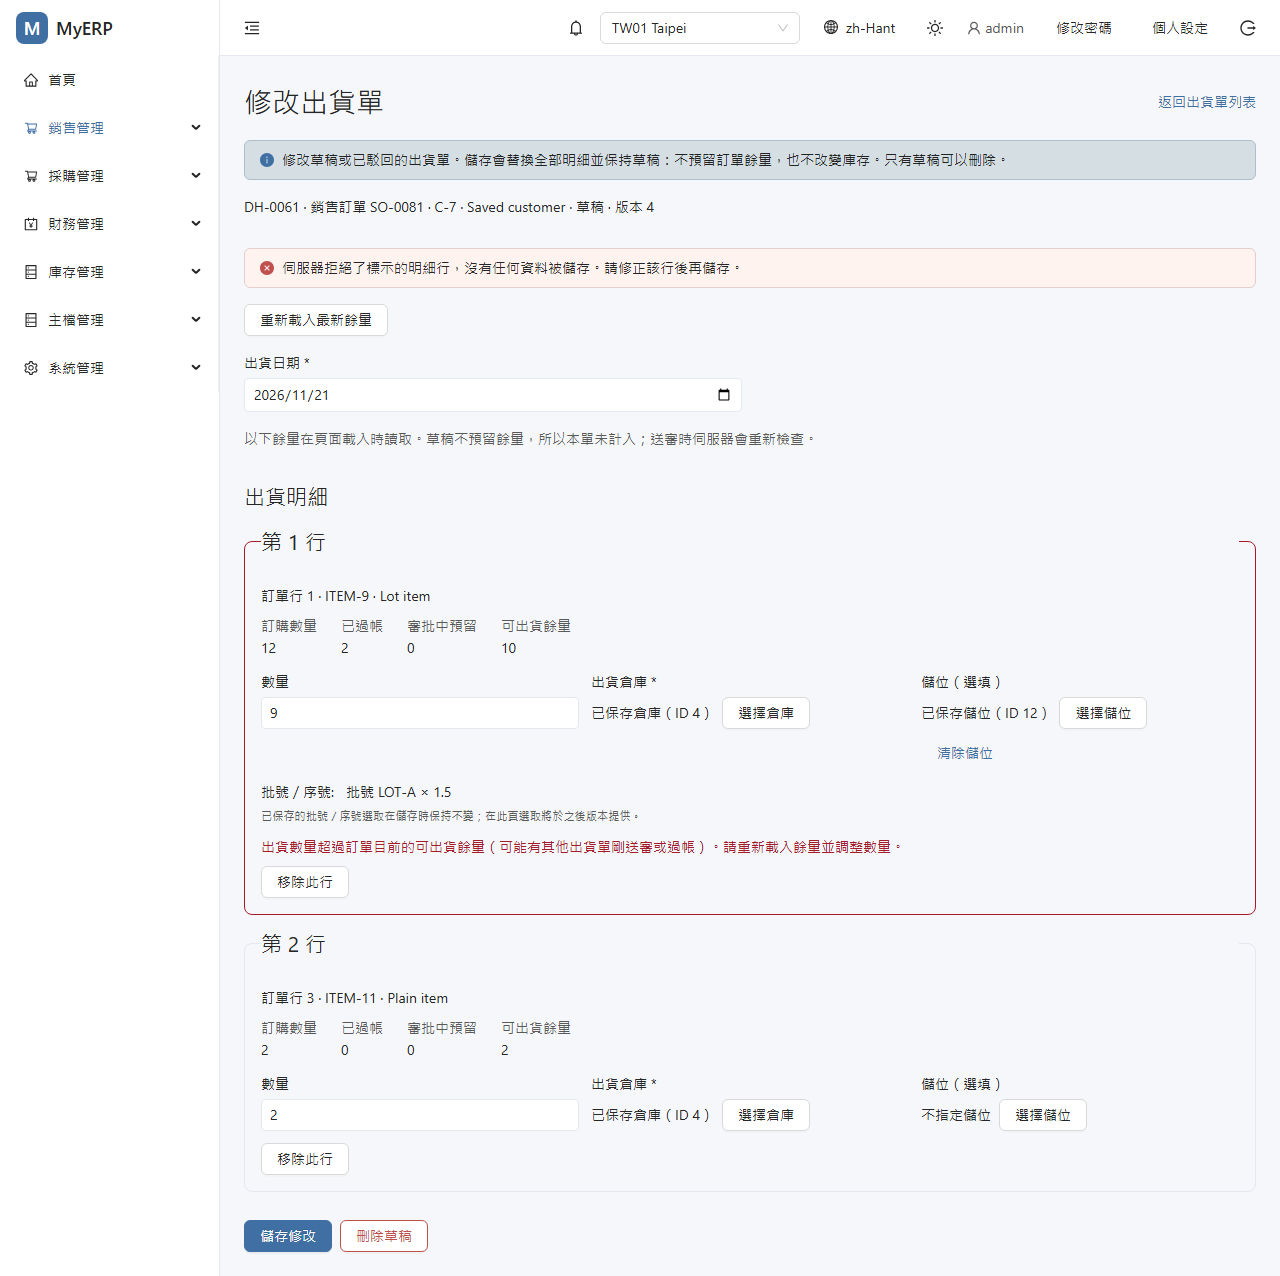 M MyERP
TW01 Taipei
zh-Hant
admin
修改密碼
個人設定
首頁
銷售管理
採購管理
財務管理
庫存管理
主檔管理
系統管理
修改出貨單
返回出貨單列表
修改草稿或已駁回的出貨單。儲存會替換全部明細並保持草稿：不預留訂單餘量，也不改變庫存。只有草稿可以刪除。
DH-0061 · 銷售訂單 SO-0081 · C-7 · Saved customer · 草稿 · 版本 4
伺服器拒絕了標示的明細行，沒有任何資料被儲存。請修正該行後再儲存。
重新載入最新餘量
出貨日期 *
2026/11/21
以下餘量在頁面載入時讀取。草稿不預留餘量，所以本單未計入；送審時伺服器會重新檢查。
出貨明細
第 1 行
訂單行 1 · ITEM-9 · Lot item
訂購數量 已過帳 審批中預留 可出貨餘量
12 2 0 10
數量 出貨倉庫 * 儲位（選填）
9 已保存倉庫（ID 4） 選擇倉庫 已保存儲位（ID 12） 選擇儲位
清除儲位
批號 / 序號: 批號 LOT-A × 1.5
已保存的批號 / 序號選取在儲存時保持不變；在此頁選取將於之後版本提供。
出貨數量超過訂單目前的可出貨餘量（可能有其他出貨單剛送審或過帳）。請重新載入餘量並調整數量。
移除此行
第 2 行
訂單行 3 · ITEM-11 · Plain item
訂購數量 已過帳 審批中預留 可出貨餘量
2 0 0 2
數量 出貨倉庫 * 儲位（選填）
2 已保存倉庫（ID 4） 選擇倉庫 不指定儲位 選擇儲位
移除此行
儲存修改 刪除草稿